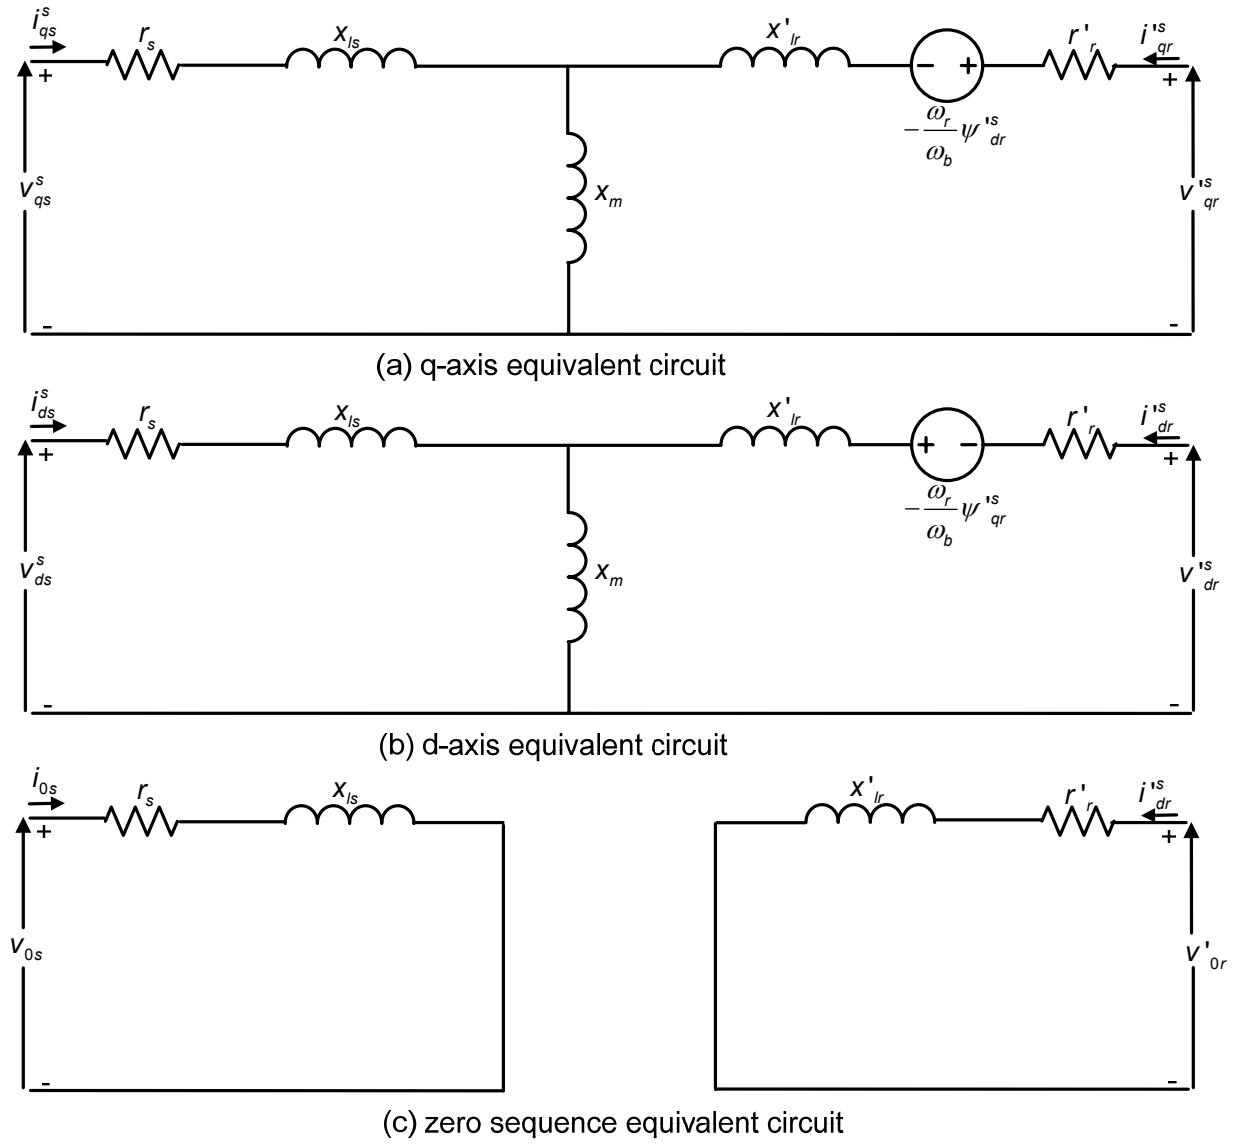 i^s_qs r_s x_ls x'_lr r'_r i'^s_qr
+ - + +
-ω_r/ω_b ψ'^s_dr
v^s_qs x_m v'^s_qr
- -
(a) q-axis equivalent circuit
i^s_ds r_s x_ls x'_lr r'_r i'^s_dr
+ + - +
-ω_r/ω_b ψ'^s_qr
v^s_ds x_m v'^s_dr
- -
(b) d-axis equivalent circuit
i_0s r_s x_ls x'_lr r'_r i'^s_dr
+ +
v_0s v'_0r
- -
(c) zero sequence equivalent circuit